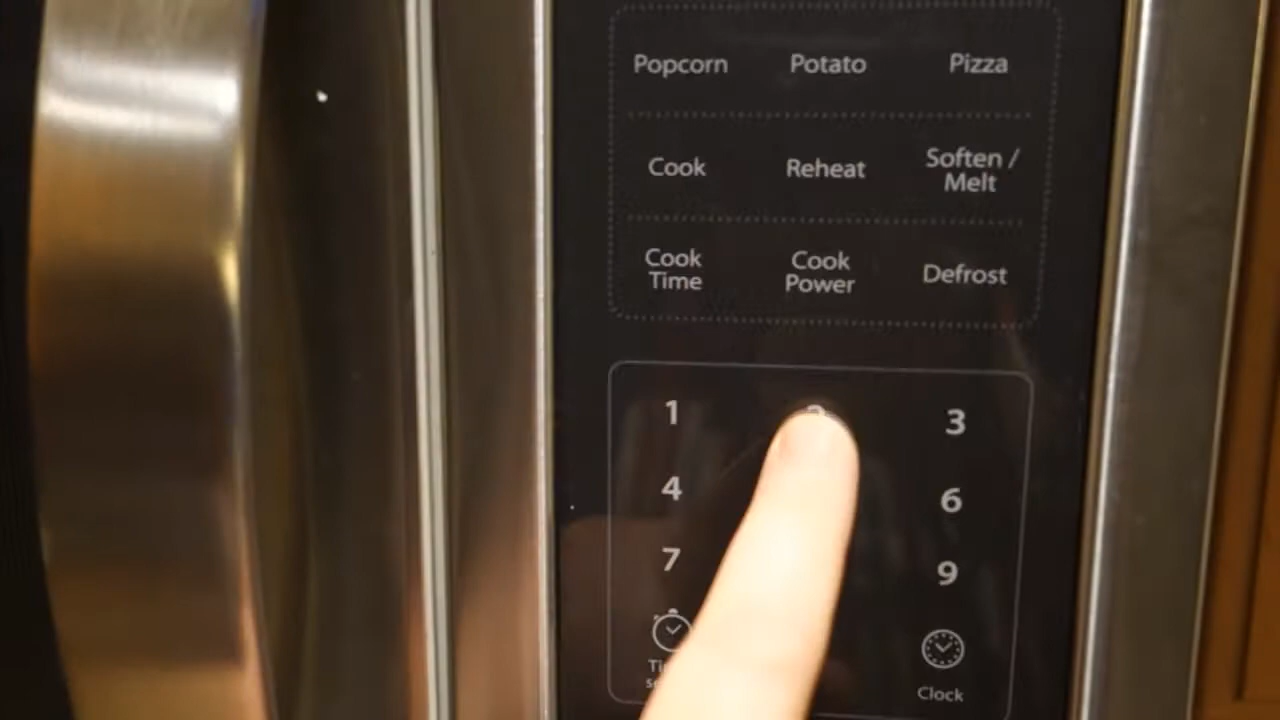 Popcorn Potato Pizza
Cook Reheat Soften /
Melt
Cook Cook Defrost
Time Power
1 3
4 6
7 9
Clock